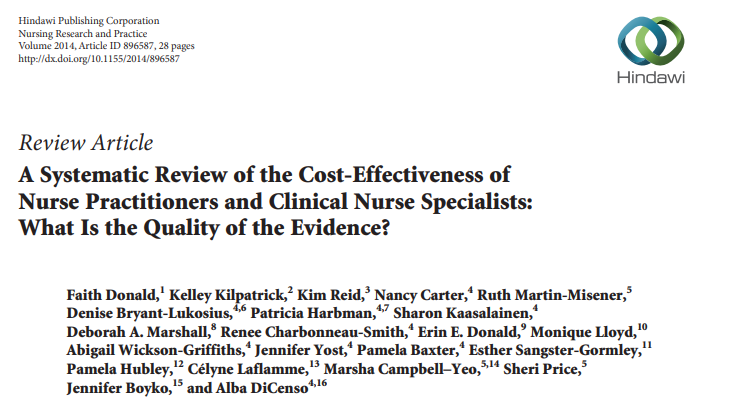 Hindawi Publishing Corporation
Nursing Research and Practice
Volume 2014, Article ID 896587, 28 pages
http://dx.doi.org/10.1155/2014/896587
Hindawi
Review Article
A Systematic Review of the Cost-Effectiveness of
Nurse Practitioners and Clinical Nurse Specialists:
What Is the Quality of the Evidence?
Faith Donald,1 Kelley Kilpatrick,2 Kim Reid,3 Nancy Carter,4 Ruth Martin-Misener,5
Denise Bryant-Lukosius,4,6 Patricia Harbman,4,7 Sharon Kaasalainen,4
Deborah A. Marshall,8 Renee Charbonneau-Smith,4 Erin E. Donald,9 Monique Lloyd,10
Abigail Wickson-Griffiths,4 Jennifer Yost,4 Pamela Baxter,4 Esther Sangster-Gormley,11
Pamela Hubley,12 Célyne Laflamme,13 Marsha Campbell–Yeo,5,14 Sheri Price,5
Jennifer Boyko,15 and Alba DiCenso4,16